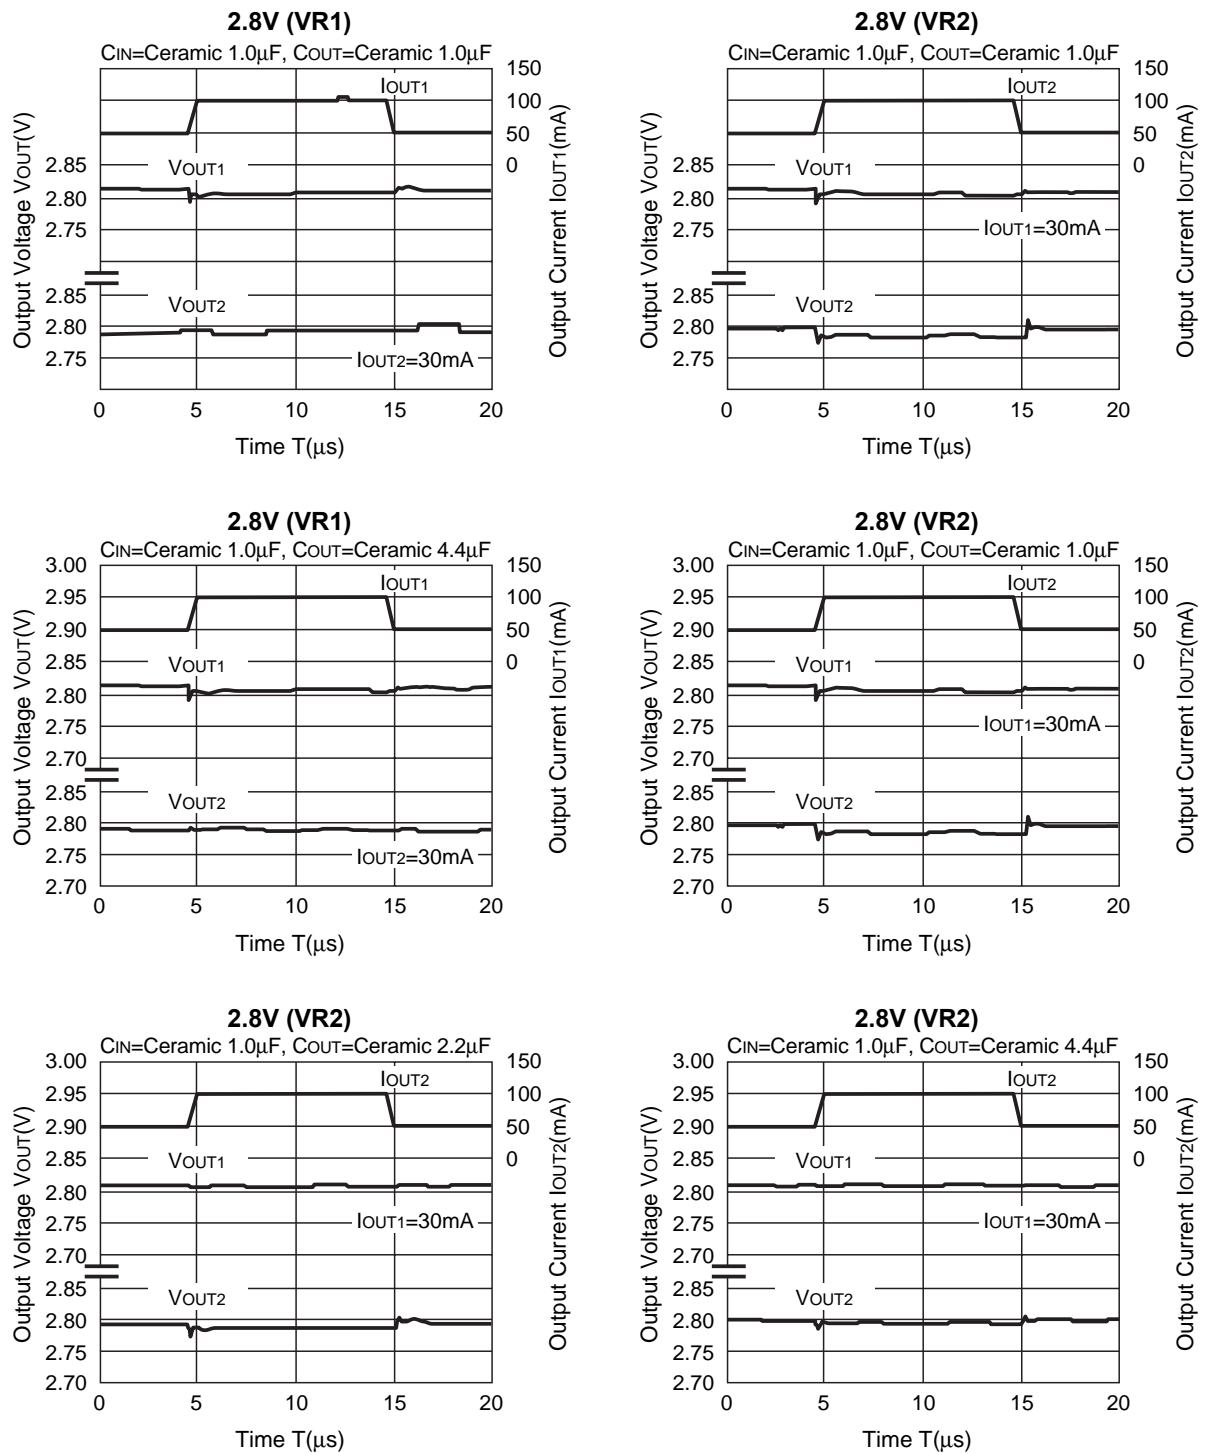 2.8V (VR1)
CIN=Ceramic 1.0μF, COUT=Ceramic 1.0μF
150
IOUT1
100
50
VOUT1
0
2.85
2.80
2.75
2.85
VOUT2
2.80
2.75
IOUT2=30mA
0 5 10 15 20
Time T(μs)
Output Voltage VOUT(V)
Output Current IOUT1(mA)
2.8V (VR2)
CIN=Ceramic 1.0μF, COUT=Ceramic 1.0μF
150
IOUT2
100
50
VOUT1
0
2.85
2.80
2.75
IOUT1=30mA
2.85
VOUT2
2.80
2.75
0 5 10 15 20
Time T(μs)
Output Voltage VOUT(V)
Output Current IOUT2(mA)
2.8V (VR1)
CIN=Ceramic 1.0μF, COUT=Ceramic 4.4μF
3.00 150
IOUT1
2.95 100
2.90 50
2.85 VOUT1 0
2.80
2.75
2.70
2.85
VOUT2
2.80
2.75
IOUT2=30mA
2.70
0 5 10 15 20
Time T(μs)
Output Voltage VOUT(V)
Output Current IOUT1(mA)
2.8V (VR2)
CIN=Ceramic 1.0μF, COUT=Ceramic 1.0μF
3.00 150
IOUT2
2.95 100
2.90 50
2.85 VOUT1 0
2.80
2.75 IOUT1=30mA
2.70
2.85
VOUT2
2.80
2.75
2.70
0 5 10 15 20
Time T(μs)
Output Voltage VOUT(V)
Output Current IOUT2(mA)
2.8V (VR2)
CIN=Ceramic 1.0μF, COUT=Ceramic 2.2μF
3.00 150
IOUT2
2.95 100
2.90 50
2.85 VOUT1 0
2.80
2.75 IOUT1=30mA
2.70
2.85
VOUT2
2.80
2.75
2.70
0 5 10 15 20
Time T(μs)
Output Voltage VOUT(V)
Output Current IOUT2(mA)
2.8V (VR2)
CIN=Ceramic 1.0μF, COUT=Ceramic 4.4μF
3.00 150
IOUT2
2.95 100
2.90 50
2.85 VOUT1 0
2.80
2.75 IOUT1=30mA
2.70
2.85
VOUT2
2.80
2.75
2.70
0 5 10 15 20
Time T(μs)
Output Voltage VOUT(V)
Output Current IOUT2(mA)